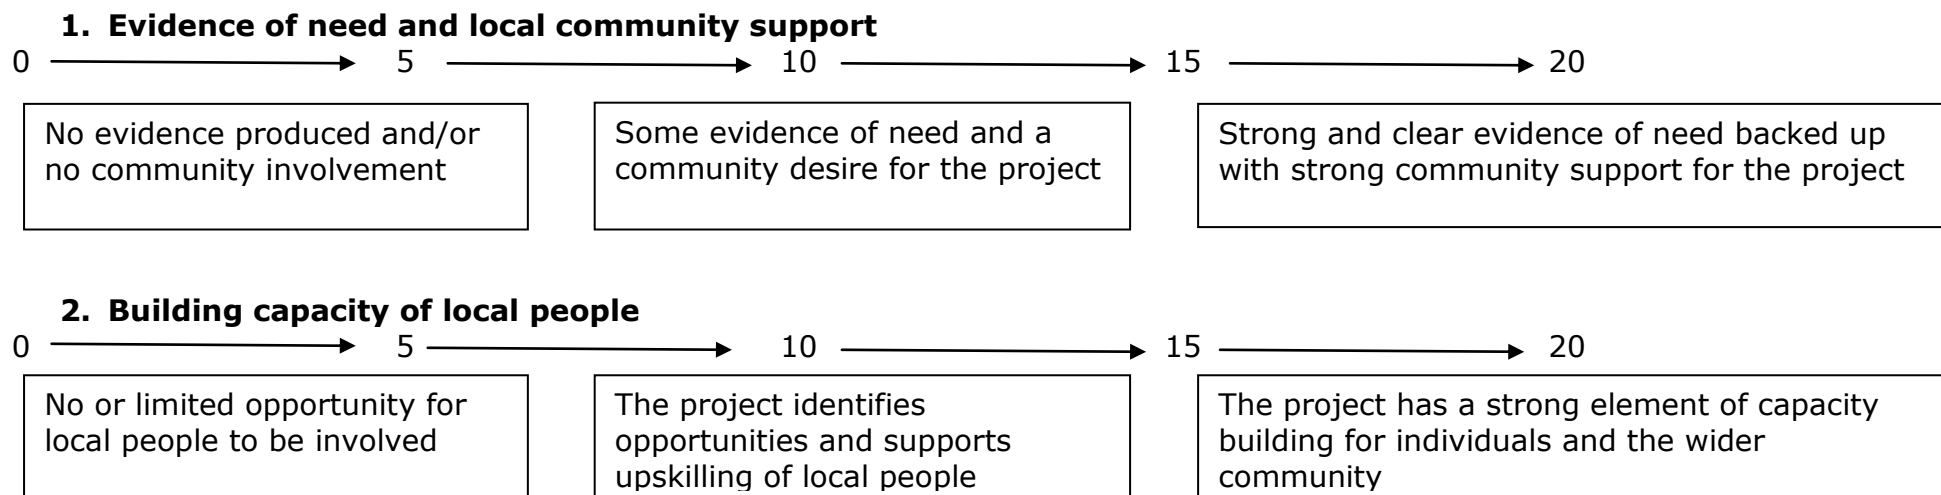 1. Evidence of need and local community support
0 5 10 15 20
No evidence produced and/or
no community involvement
Some evidence of need and a
community desire for the project
Strong and clear evidence of need backed up
with strong community support for the project
2. Building capacity of local people
0 5 10 15 20
No or limited opportunity for
local people to be involved
The project identifies
opportunities and supports
upskilling of local people
The project has a strong element of capacity
building for individuals and the wider
community